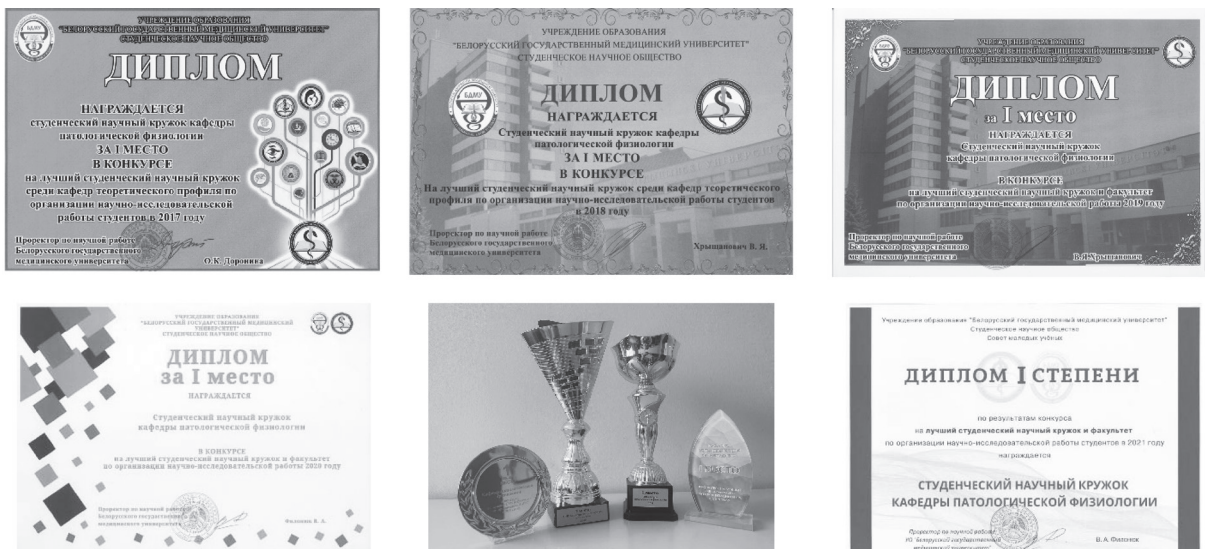 УЧРЕЖДЕНИЕ ОБРАЗОВАНИЯ
"БЕЛОРУССКИЙ ГОСУДАРСТВЕННЫЙ МЕДИЦИНСКИЙ УНИВЕРСИТЕТ"
СТУДЕНЧЕСКОЕ НАУЧНОЕ ОБЩЕСТВО
ДИПЛОМ
НАГРАЖДАЕТСЯ
студенческий научный кружок кафедры
патологической физиологии
ЗА I МЕСТО
В КОНКУРСЕ
на лучший студенческий научный кружок
среди кафедр теоретического профиля по
организации научно-исследовательской
работы студентов в 2017 году
Проректор по научной работе
Белорусского государственного
медицинского университета О.К. Доронина
УЧРЕЖДЕНИЕ ОБРАЗОВАНИЯ
"БЕЛОРУССКИЙ ГОСУДАРСТВЕННЫЙ МЕДИЦИНСКИЙ УНИВЕРСИТЕТ"
СТУДЕНЧЕСКОЕ НАУЧНОЕ ОБЩЕСТВО
БДМУ
ДИПЛОМ
НАГРАЖДАЕТСЯ
Студенческий научный кружок кафедры
патологической физиологии
ЗА I МЕСТО
В КОНКУРСЕ
На лучший студенческий научный кружок среди кафедр теоретического
профиля по организации научно-исследовательской работы студентов
в 2018 году
Проректор по научной работе
Белорусского государственного
медицинского университета Хрыщанович В. Я.
УЧРЕЖДЕНИЕ ОБРАЗОВАНИЯ
"БЕЛОРУССКИЙ ГОСУДАРСТВЕННЫЙ МЕДИЦИНСКИЙ УНИВЕРСИТЕТ"
СТУДЕНЧЕСКОЕ НАУЧНОЕ ОБЩЕСТВО
ДИПЛОМ
за I место
НАГРАЖДАЕТСЯ
Студенческий научный кружок
кафедры патологической физиологии
В КОНКУРСЕ
на лучший студенческий научный кружок и факультет
по организации научно-исследовательской работы 2019 году
Проректор по научной работе
Белорусского государственного
медицинского университета В.Я. Хрыщанович
УЧРЕЖДЕНИЕ ОБРАЗОВАНИЯ
"БЕЛОРУССКИЙ ГОСУДАРСТВЕННЫЙ МЕДИЦИНСКИЙ
УНИВЕРСИТЕТ"
СТУДЕНЧЕСКОЕ НАУЧНОЕ ОБЩЕСТВО
ДИПЛОМ
за I место
НАГРАЖДАЕТСЯ
Студенческий научный кружок
кафедры патологической физиологии
В КОНКУРСЕ
на лучший студенческий научный кружок и факультет
по организации научно-исследовательской работы 2020 году
Проректор по научной работе
Белорусского государственного
медицинского университета Филонюк В. А.
Учреждение образования "Белорусский государственный медицинский университет"
Студенческое научное общество
Совет молодых учёных
ДИПЛОМ I СТЕПЕНИ
по результатам конкурса
на лучший студенческий научный кружок и факультет
по организации научно-исследовательской работы студентов в 2021 году
награждается
СТУДЕНЧЕСКИЙ НАУЧНЫЙ КРУЖОК
КАФЕДРЫ ПАТОЛОГИЧЕСКОЙ ФИЗИОЛОГИИ
Проректор по научной работе
УО "Белорусский государственный
медицинский университет" В. А. Филонюк